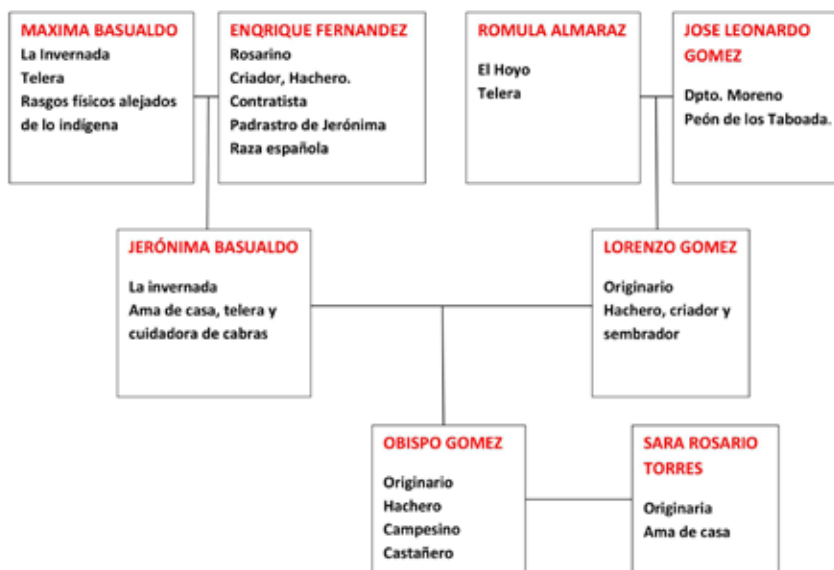 MAXIMA BASUALDO
La Invernada
Telera
Rasgos físicos alejados
de lo indígena
ENQRIQUE FERNANDEZ
Rosarino
Criador, Hachero.
Contratista
Padrastro de Jerónima
Raza española
ROMULA ALMARAZ
El Hoyo
Telera
JOSE LEONARDO
GOMEZ
Dpto. Moreno
Peón de los Taboada.
JERÓNIMA BASUALDO
La invernada
Ama de casa, telera y
cuidadora de cabras
LORENZO GOMEZ
Originario
Hachero, criador y
sembrador
OBISPO GOMEZ
Originario
Hachero
Campesino
Castañero
SARA ROSARIO
TORRES
Originaria
Ama de casa